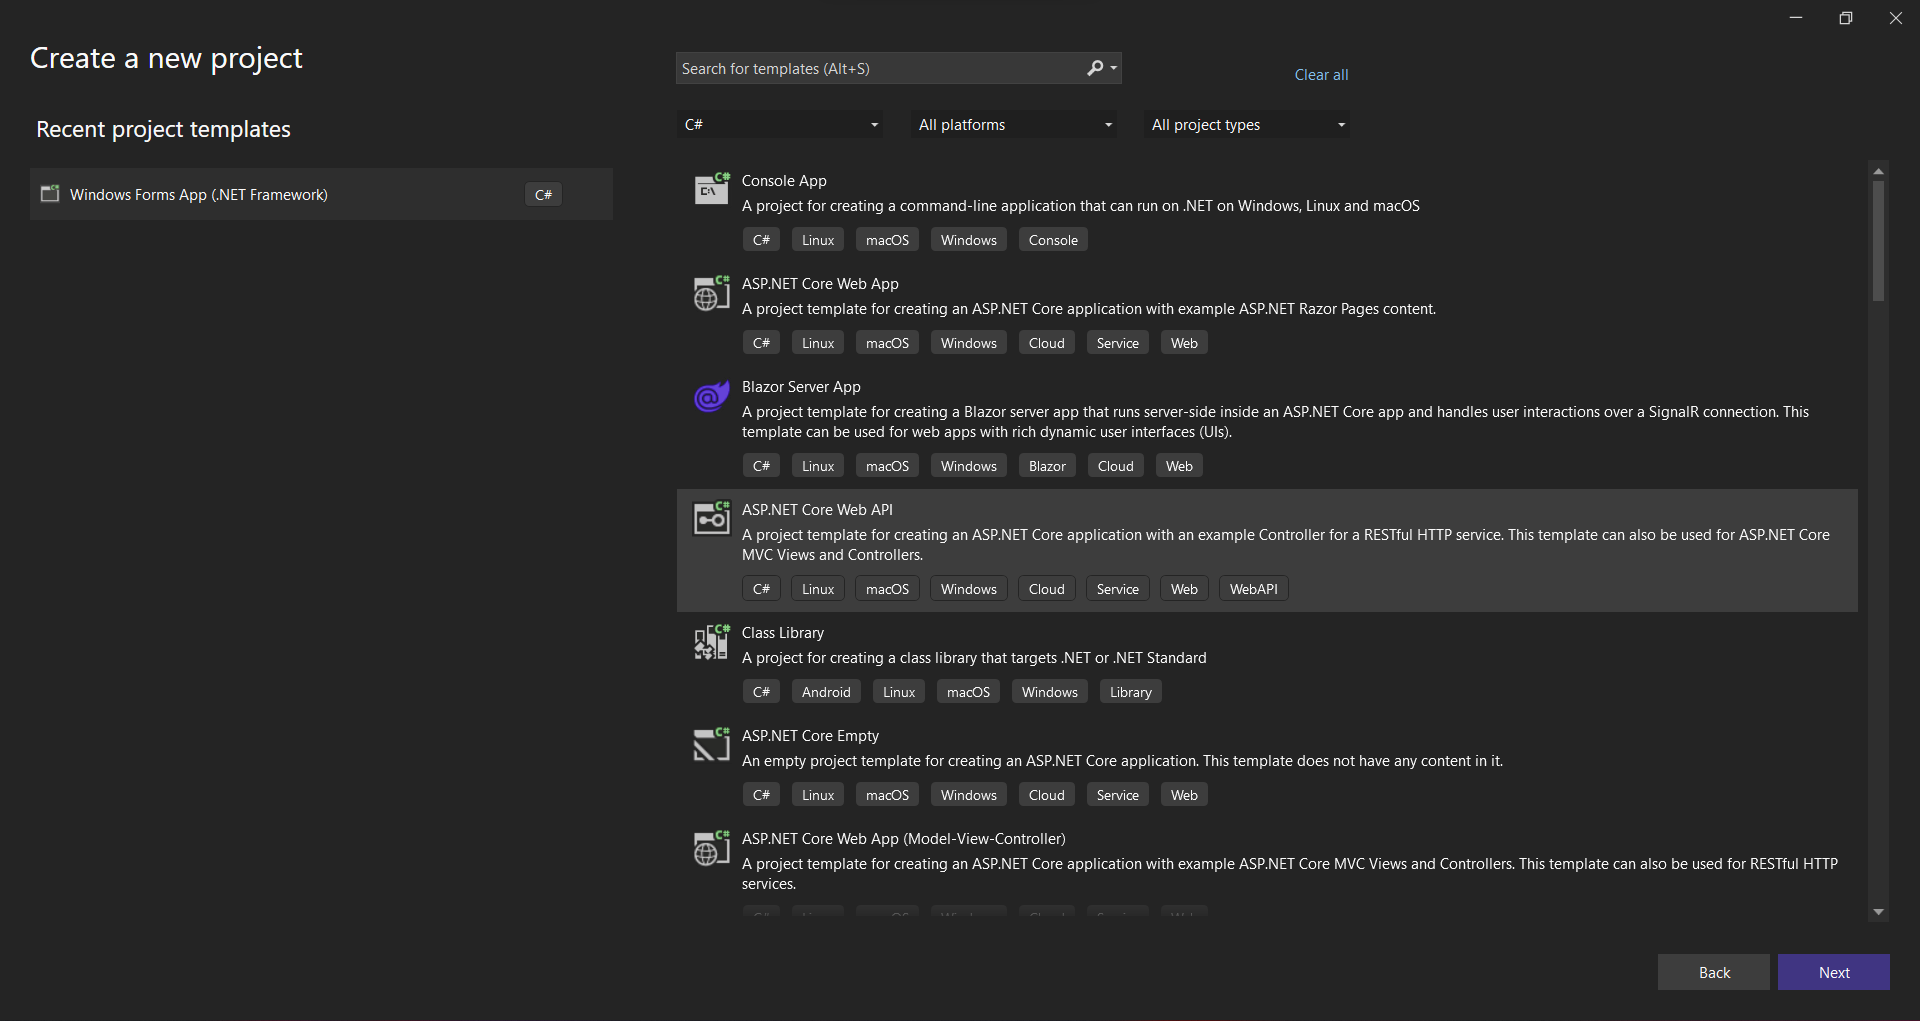 Create a new project
Recent project templates
Windows Forms App (.NET Framework)
C#
Search for templates (Alt+S)
Clear all
C#
All platforms
All project types
Console App
A project for creating a command-line application that can run on .NET on Windows, Linux and macOS
C# Linux macOS Windows Console
ASP.NET Core Web App
A project template for creating an ASP.NET Core application with example ASP.NET Razor Pages content.
C# Linux macOS Windows Cloud Service Web
Blazor Server App
A project template for creating a Blazor server app that runs server-side inside an ASP.NET Core app and handles user interactions over a SignalR connection. This
template can be used for web apps with rich dynamic user interfaces (UIs).
C# Linux macOS Windows Blazor Cloud Web
ASP.NET Core Web API
A project template for creating an ASP.NET Core application with an example Controller for a RESTful HTTP service. This template can also be used for ASP.NET Core
MVC Views and Controllers.
C# Linux macOS Windows Cloud Service Web WebAPI
Class Library
A project for creating a class library that targets .NET or .NET Standard
C# Android Linux macOS Windows Library
ASP.NET Core Empty
An empty project template for creating an ASP.NET Core application. This template does not have any content in it.
C# Linux macOS Windows Cloud Service Web
ASP.NET Core Web App (Model-View-Controller)
A project template for creating an ASP.NET Core application with example ASP.NET Core MVC Views and Controllers. This template can also be used for RESTful HTTP
services.
Back
Next